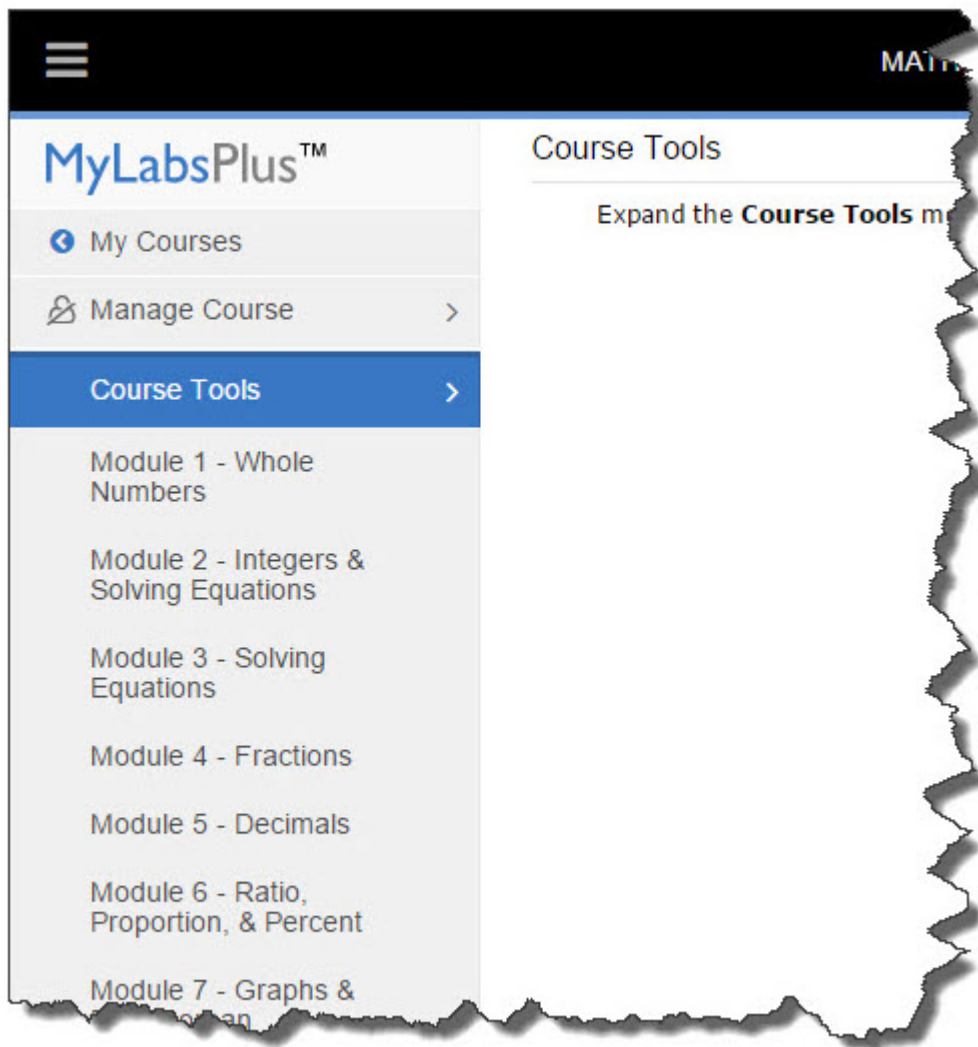 MATH
MyLabsPlus™
My Courses
Manage Course
Course Tools
Module 1 - Whole
Numbers
Module 2 - Integers &
Solving Equations
Module 3 - Solving
Equations
Module 4 - Fractions
Module 5 - Decimals
Module 6 - Ratio,
Proportion, & Percent
Module 7 - Graphs &
Course Tools
Expand the Course Tools